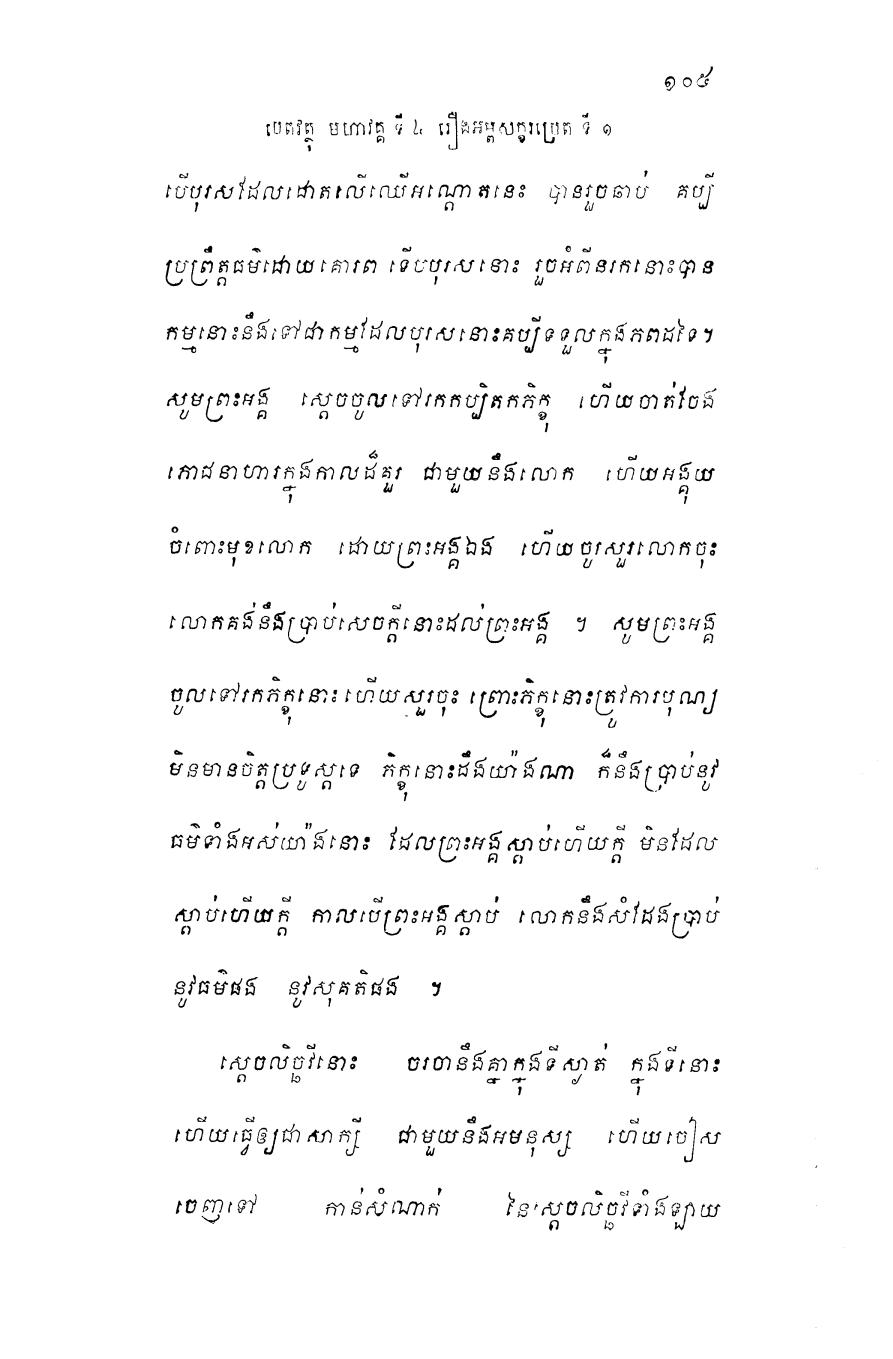 ១០៥
បេតវត្ថុ មហាវគ្គ ទី ៤ រឿងអម្ពសក្ខរប្រេត ទី ១
បើបុរសដែលដោតលើឈើអណ្តោតនេះ បានរួចឆាប់ គប្បី
ប្រព្រឹត្តធម៌ដោយគោរព ទើបបុរសនោះ រួចអំពីនរកនោះបាន
កម្មនោះនឹងទៅជាកម្មដែលបុរសនោះគប្បីទទួលក្នុងភពដទៃ។
សូមព្រះអង្គ ស្តេចចូលទៅរកកប្បិតកភិក្ខុ ហើយចាត់ចែង
ភោជនាហារក្នុងកាលដ៏គួរ ជាមួយនឹងលោក ហើយអង្គុយ
ចំពោះមុខលោក ដោយព្រះអង្គឯង ហើយចូរសួរលោកចុះ
លោកគង់នឹងប្រាប់សេចក្តីនោះដល់ព្រះអង្គ ។ សូមព្រះអង្គ
ចូលទៅរកភិក្ខុនោះ ហើយសួរចុះ ព្រោះភិក្ខុនោះត្រូវការបុណ្យ
មិនមានចិត្តប្រទូស្តទេ ភិក្ខុនោះដឹងយ៉ាងណា ក៏នឹងប្រាប់នូវ
ធម៌ទាំងអស់យ៉ាងនោះ ដែលព្រះអង្គស្តាប់ហើយក្តី មិនដែល
ស្តាប់ហើយក្តី កាលបើព្រះអង្គស្តាប់ លោកនឹងសំដែងប្រាប់
នូវធម៌ផង នូវសុគតិផង ។
ស្តេចលិច្ឆវីនោះ ចរចានឹងគ្នាក្នុងទីស្ងាត់ ក្នុងទីនោះ
ហើយធ្វើឲ្យជាសាក្សី ជាមួយនឹងអមនុស្ស ហើយចៀស
ចេញទៅ កាន់សំណាក់ នៃស្តេចលិច្ឆវីទាំងឡាយ